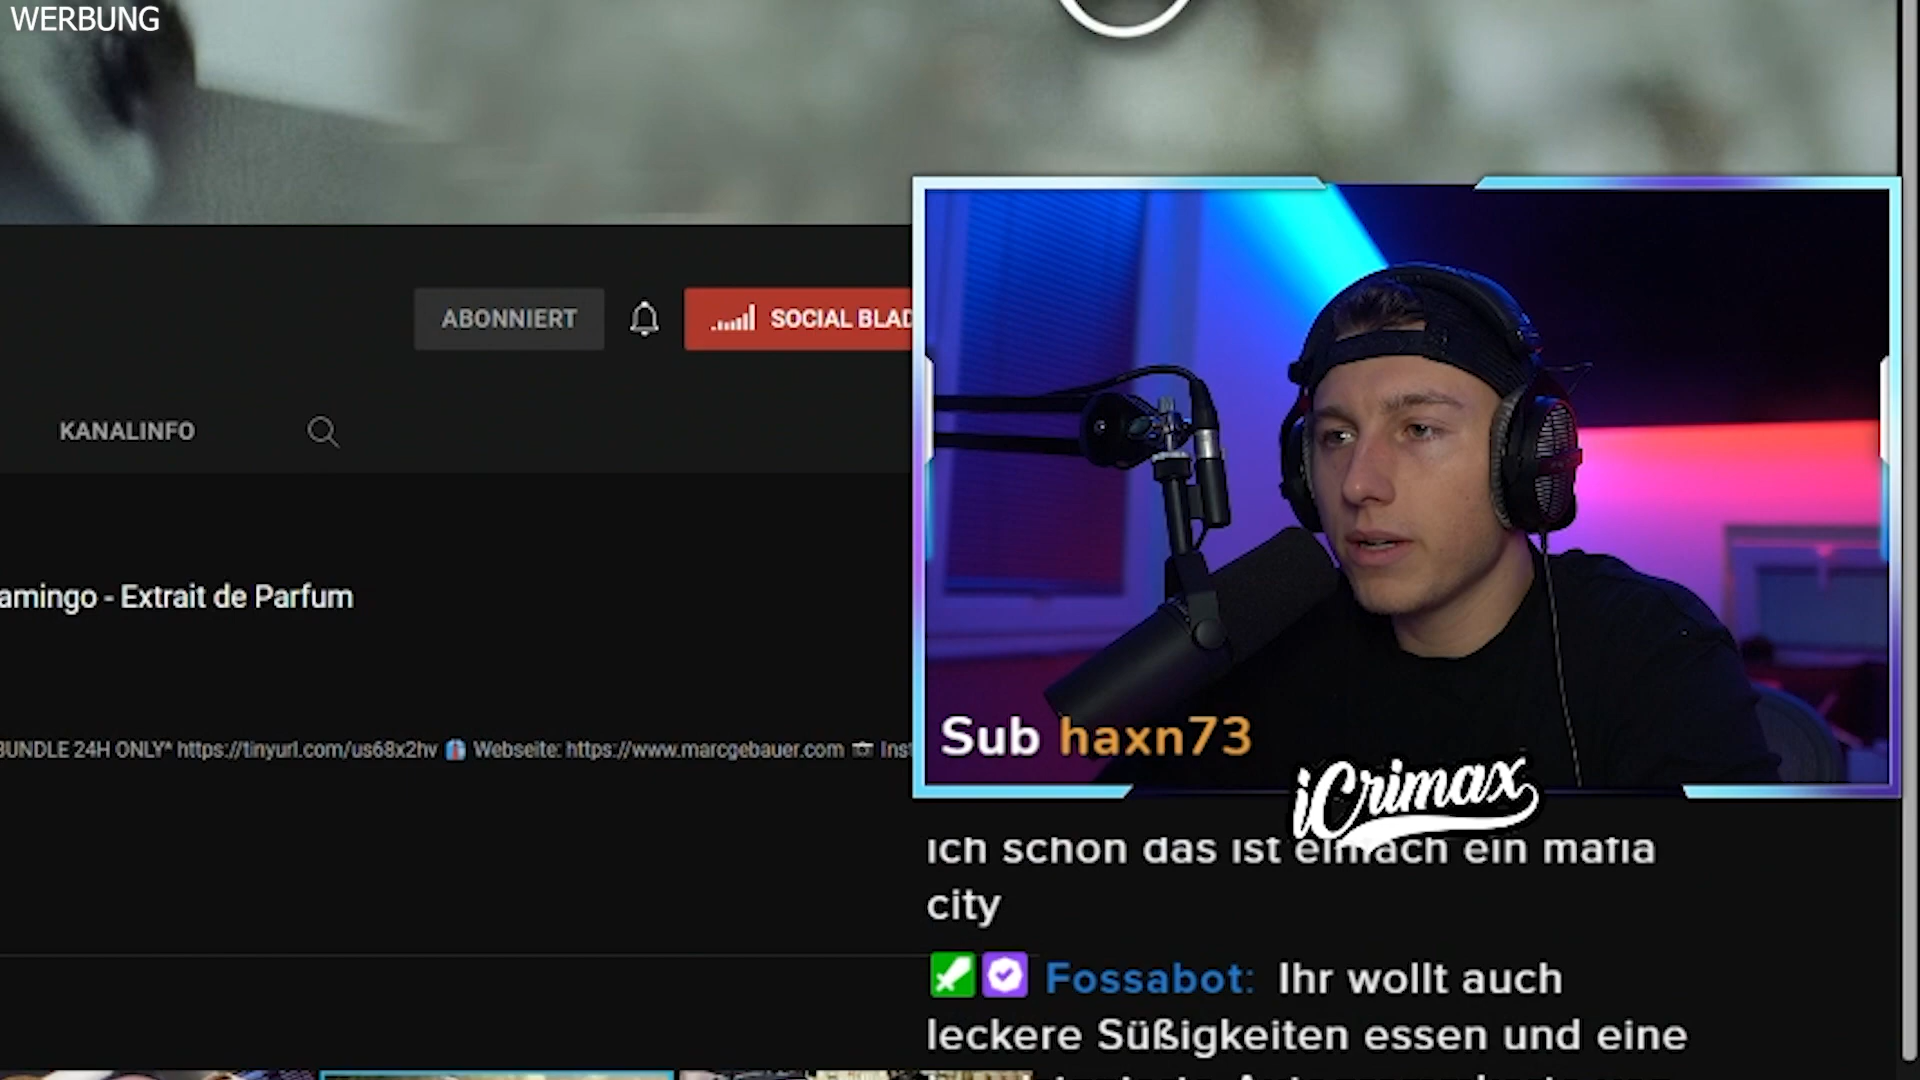 WERBUNG
ABONNIERT
SOCIAL BLAD
KANALINFO
amingo - Extrait de Parfum
BUNDLE 24H ONLY* https://tinyurl.com/us68x2hv Webseite: https://www.marcgebauer.com Inst
Sub haxn73
iCrimax
ich schon das ist einfach ein mafia
city
Fossabot: Ihr wollt auch
leckere Süßigkeiten essen und eine